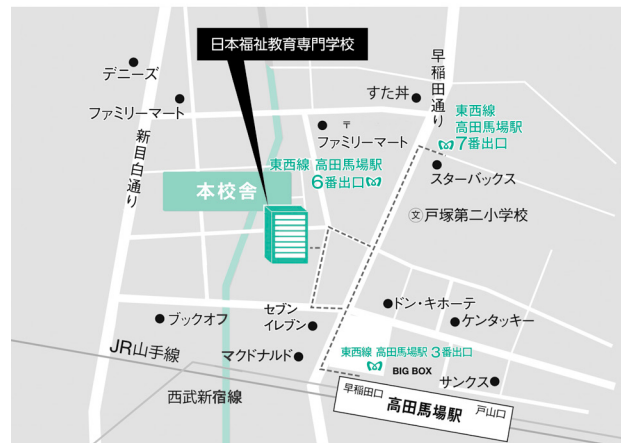 日本福祉教育専門学校
デニーズ
ファミリーマート
新目白通り
早稲田通り
すた丼
〒
ファミリーマート
東西線
高田馬場駅
7番出口
東西線 高田馬場駅
6番出口
スターバックス
本校舎
文 戸塚第二小学校
ドン・キホーテ
ケンタッキー
セブン
イレブン
ブックオフ
マクドナルド
JR山手線
西武新宿線
東西線 高田馬場駅 3番出口
BIG BOX
サンクス
早稲田口
高田馬場駅
戸山口